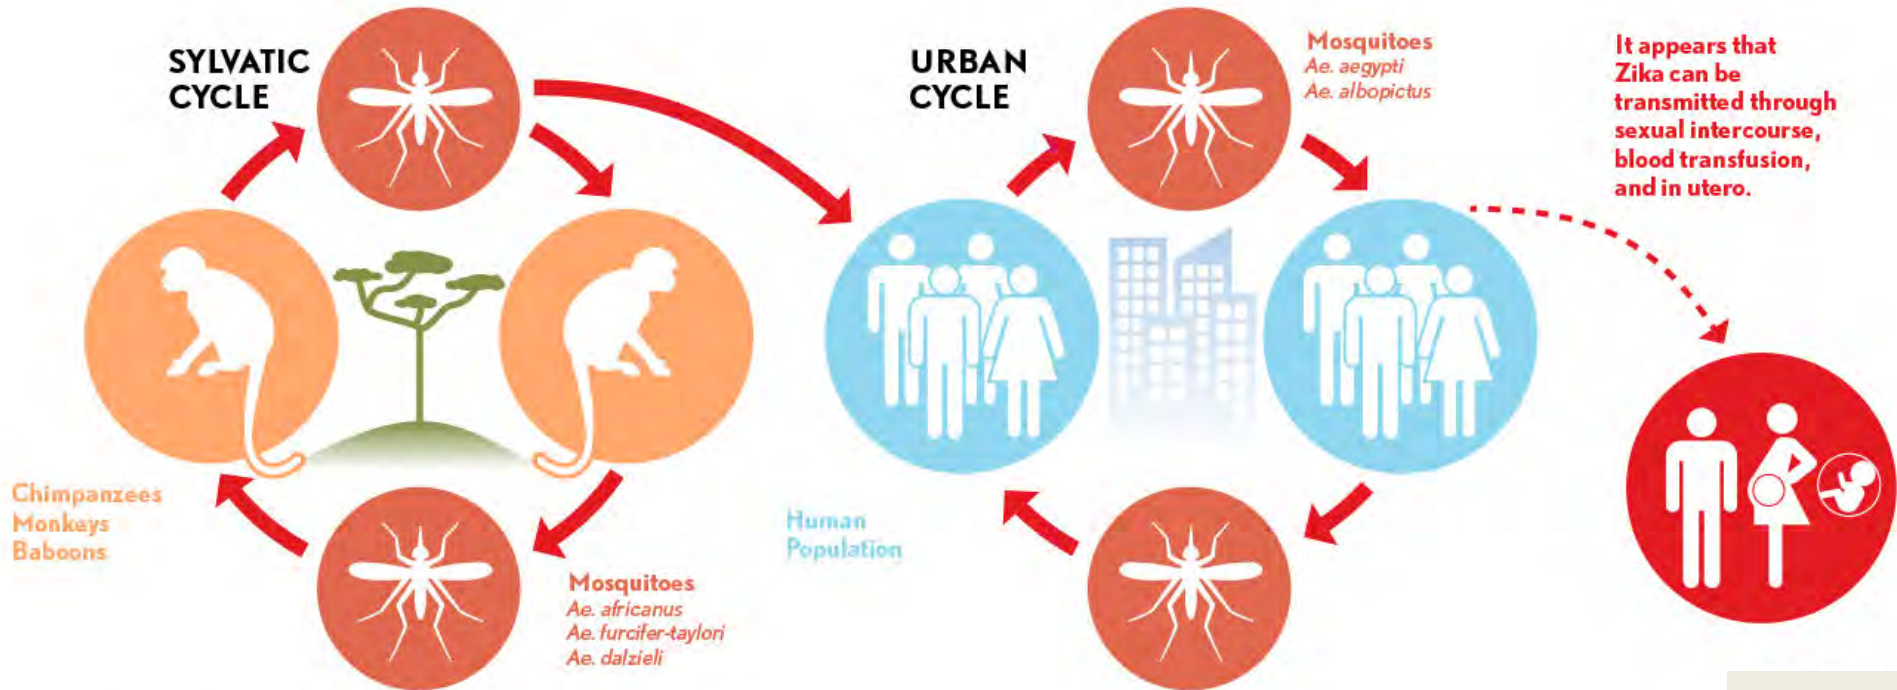 SYLVATIC
CYCLE
Chimpanzees
Monkeys
Baboons
Mosquitoes
Ae. africanus
Ae. furcifer-taylori
Ae. dalzieli
URBAN
CYCLE
Mosquitoes
Ae. aegypti
Ae. albopictus
Human
Population
It appears that
Zika can be
transmitted through
sexual intercourse,
blood transfusion,
and in utero.